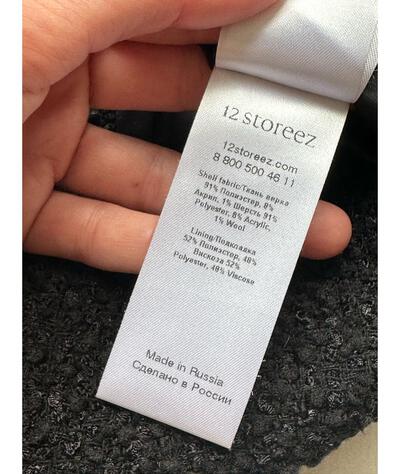 12 storeez
12storeez.com
8 800 500 46 11
Shell fabric/Ткань верха
91% Полиэстер, 8%
Акрил, 1% Шерсть 91%
Polyester, 8% Acrylic,
1% Wool
Lining/Подкладка
52% Полиэстер, 48%
Вискоза 52%
Polyester, 48% Viscose
Made in Russia
Сделано в России